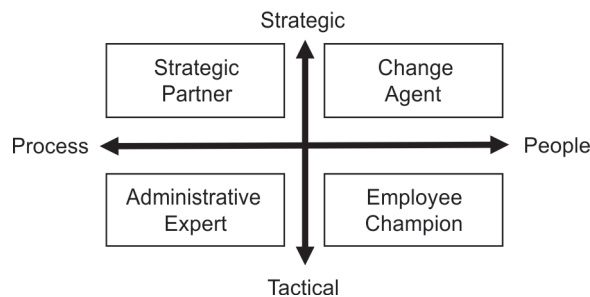 Strategic
Strategic
Partner
Change
Agent
Process
People
Administrative
Expert
Employee
Champion
Tactical